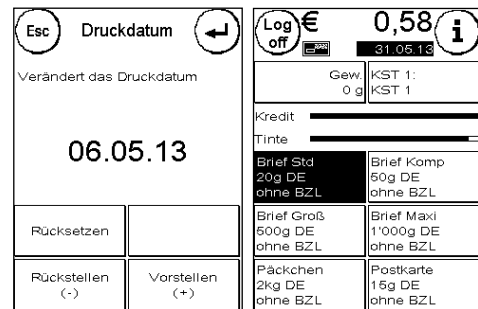 Esc
Druckdatum
Verändert das Druckdatum
06.05.13
Rücksetzen
Rückstellen
(-)
Vorstellen
(+)
Log
off
€ 0,58
31.05.13
i
Gew.
0 g
KST 1:
KST 1
Kredit
Tinte
Brief Std
20g DE
ohne BZL
Brief Komp
50g DE
ohne BZL
Brief Groß
500g DE
ohne BZL
Brief Maxi
1'000g DE
ohne BZL
Päckchen
2kg DE
ohne BZL
Postkarte
15g DE
ohne BZL